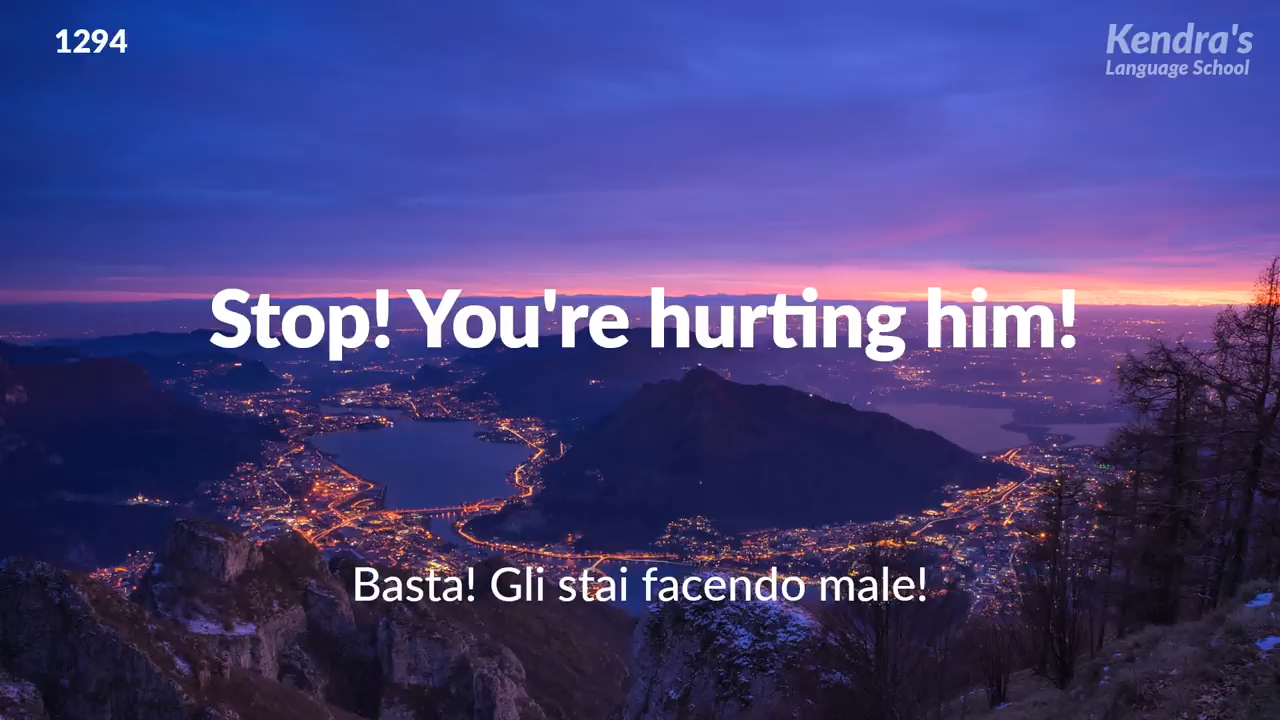 1294
Kendra's
Language School
Stop! You're hurting him!
Basta! Gli stai facendo male!